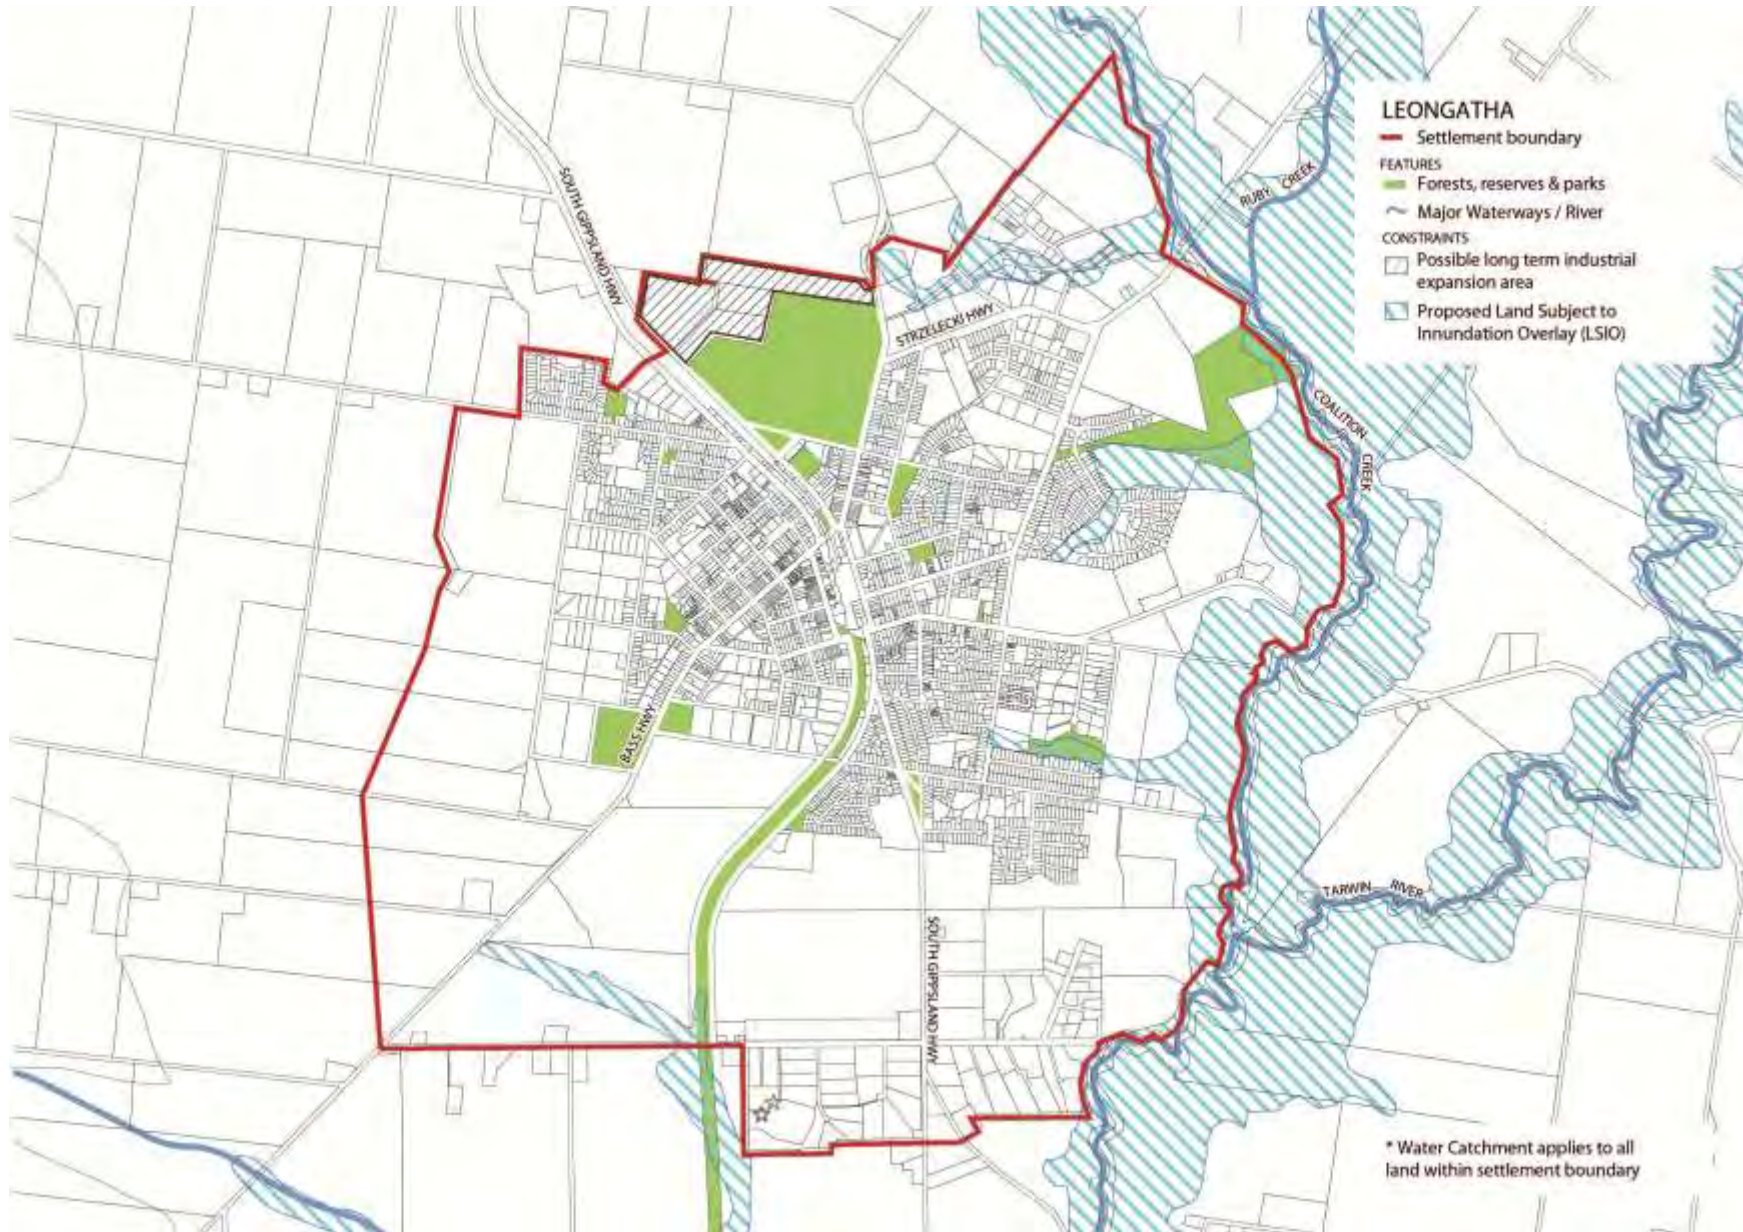 LEONGATHA
Settlement boundary
FEATURES
Forests, reserves & parks
Major Waterways / River
CONSTRAINTS
Possible long term industrial
expansion area
Proposed Land Subject to
Innundation Overlay (LSIO)
SOUTH GIPPSLAND HWY
RUBY CREEK
STRZELECKI HWY
COALITION CREEK
BASS HWY
TARWIN RIVER
SOUTH GIPPSLAND HWY
* Water Catchment applies to all
land within settlement boundary